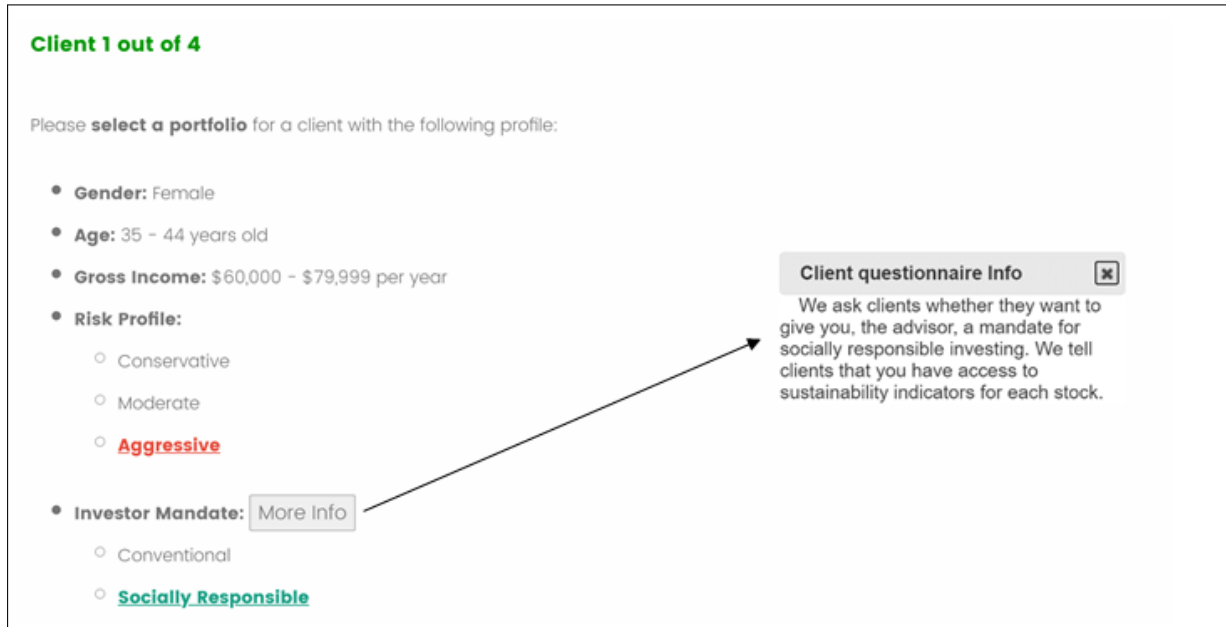 Client 1 out of 4
Please select a portfolio for a client with the following profile:
Gender: Female
Age: 35 - 44 years old
Gross Income: $60,000 - $79,999 per year
Risk Profile:
Conservative
Moderate
Aggressive
Investor Mandate: More Info
Conventional
Socially Responsible
Client questionnaire Info
We ask clients whether they want to
give you, the advisor, a mandate for
socially responsible investing. We tell
clients that you have access to
sustainability indicators for each stock.